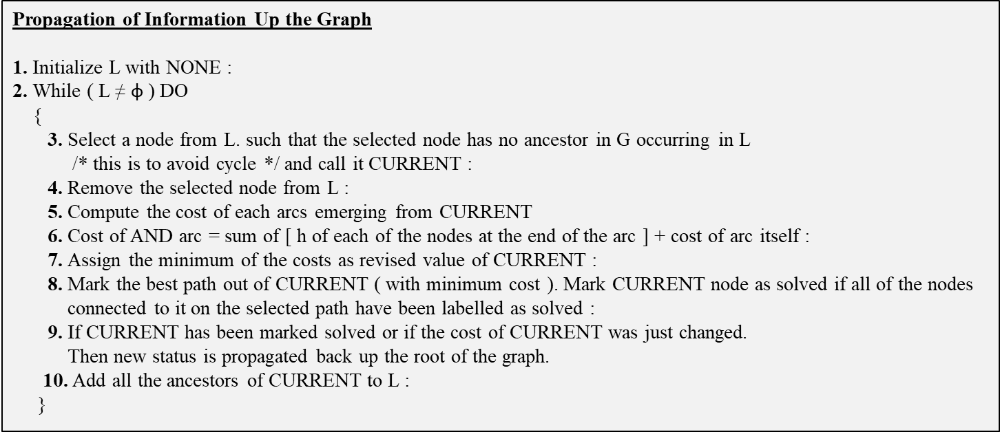 Propagation of Information Up the Graph
1. Initialize L with NONE :
2. While ( L ≠ ϕ ) DO
{
3. Select a node from L. such that the selected node has no ancestor in G occurring in L
/* this is to avoid cycle */ and call it CURRENT :
4. Remove the selected node from L :
5. Compute the cost of each arcs emerging from CURRENT
6. Cost of AND arc = sum of [ h of each of the nodes at the end of the arc ] + cost of arc itself :
7. Assign the minimum of the costs as revised value of CURRENT :
8. Mark the best path out of CURRENT ( with minimum cost ). Mark CURRENT node as solved if all of the nodes
connected to it on the selected path have been labelled as solved :
9. If CURRENT has been marked solved or if the cost of CURRENT was just changed.
Then new status is propagated back up the root of the graph.
10. Add all the ancestors of CURRENT to L :
}